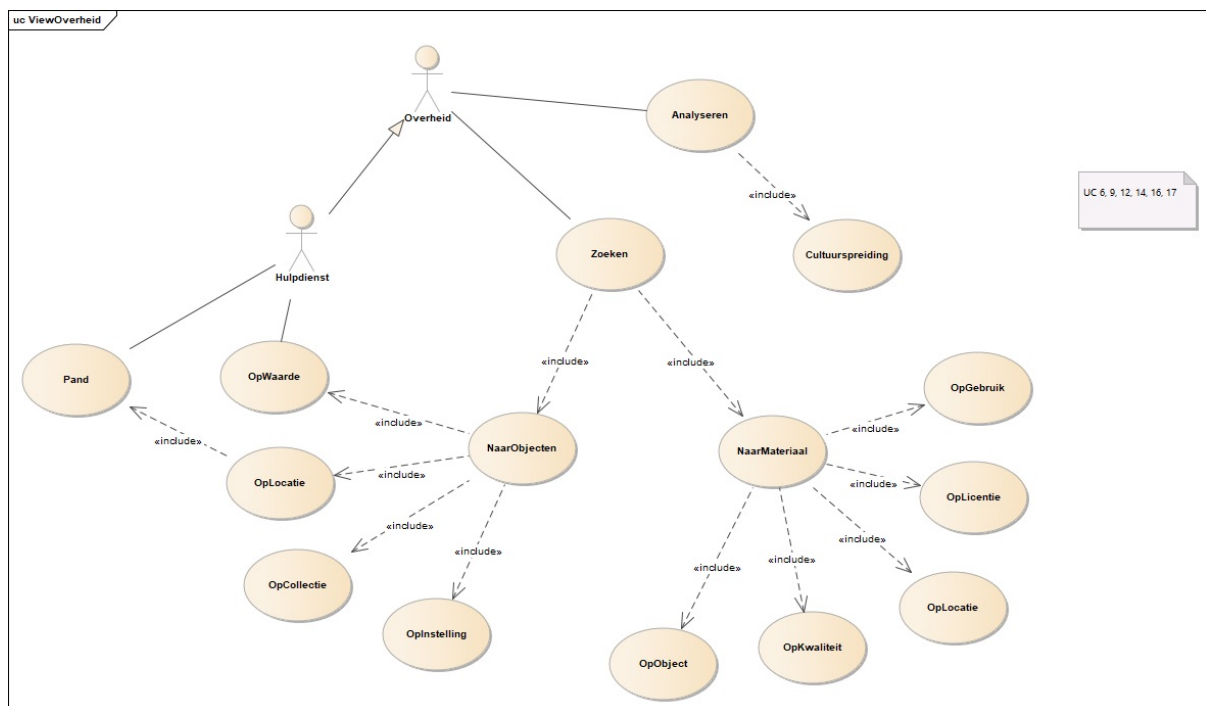 uc ViewOverheid
Overheid
Analyseren
«include»
UC 6, 9, 12, 14, 16, 17
Hulpdienst
Zoeken
Cultuurspreiding
«include»
«include»
Pand
OpWaarde
OpGebruik
«include»
«include»
«include»
NaarObjecten
NaarMateriaal
OpLocatie
«include»
«include»
OpLicentie
«include»
«include»
«include»
«include»
«include»
OpCollectie
OpInstelling
OpLocatie
OpObject
OpKwaliteit